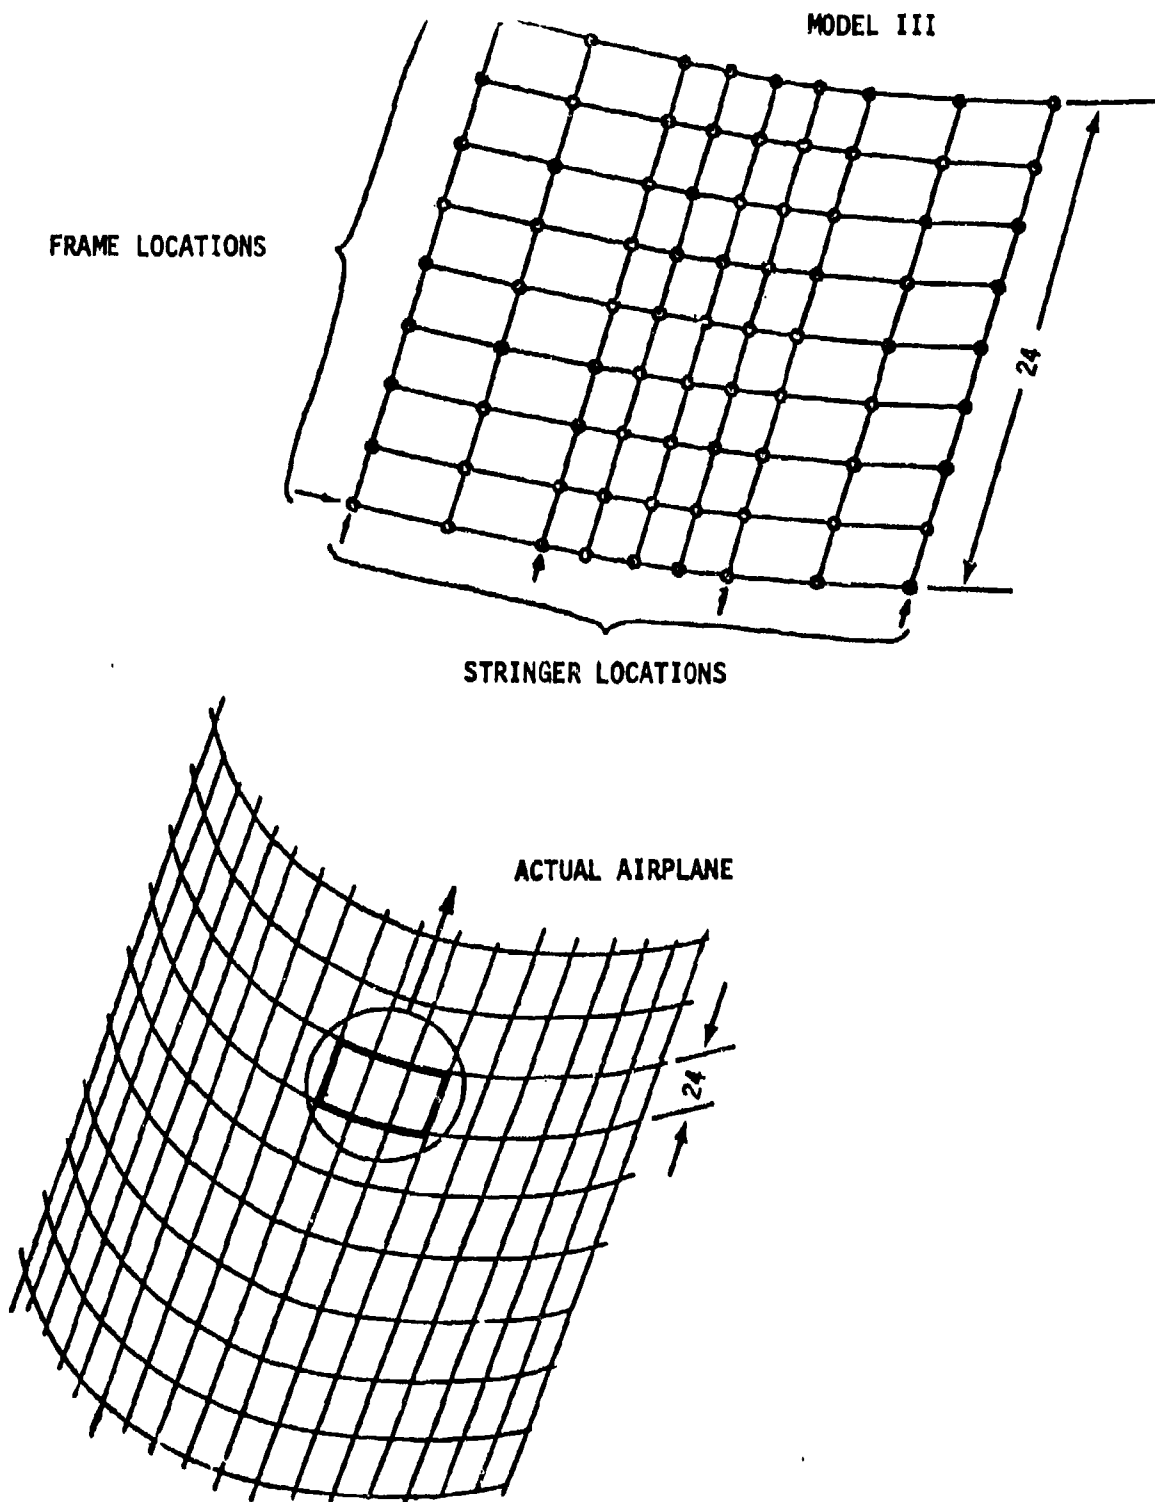 MODEL III
FRAME LOCATIONS
24
STRINGER LOCATIONS
ACTUAL AIRPLANE
24